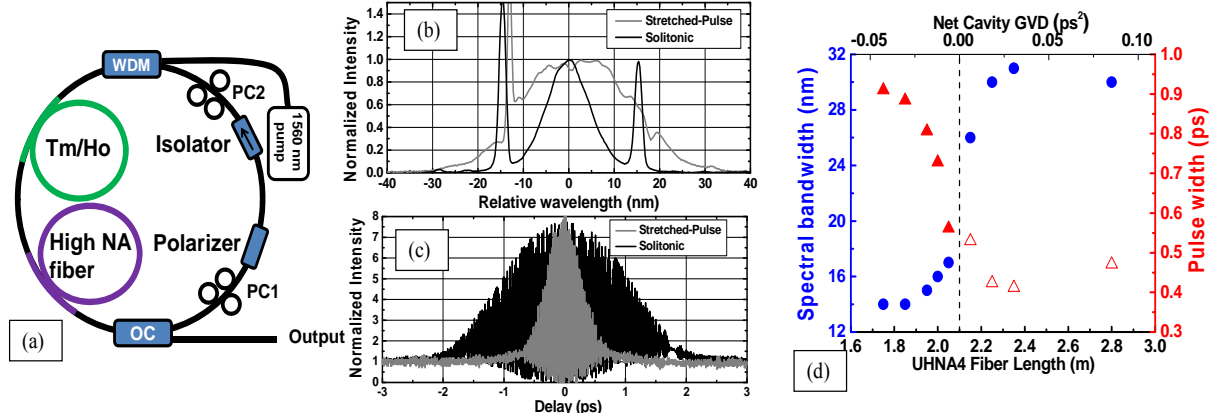 (a)
WDM
PC2
1560 nm
pump
Isolator
Tm/Ho
High NA
fiber
Polarizer
PC1
OC
Output
(b)
Stretched-Pulse
Solitonic
Normalized Intensity
1.4
1.2
1.0
0.8
0.6
0.4
0.2
0.0
-40 -30 -20 -10 0 10 20 30 40
Relative wavelength (nm)
(c)
Stretched-Pulse
Solitonic
Normalized Intensity
8
7
6
5
4
3
2
1
0
-3 -2 -1 0 1 2 3
Delay (ps)
Net Cavity GVD (ps²)
-0.05 0.00 0.05 0.10
Spectral bandwidth (nm)
32
28
24
20
16
12
Pulse width (ps)
1.0
0.9
0.8
0.7
0.6
0.5
0.4
0.3
1.6 1.8 2.0 2.2 2.4 2.6 2.8 3.0
UHNA4 Fiber Length (m)
(d)